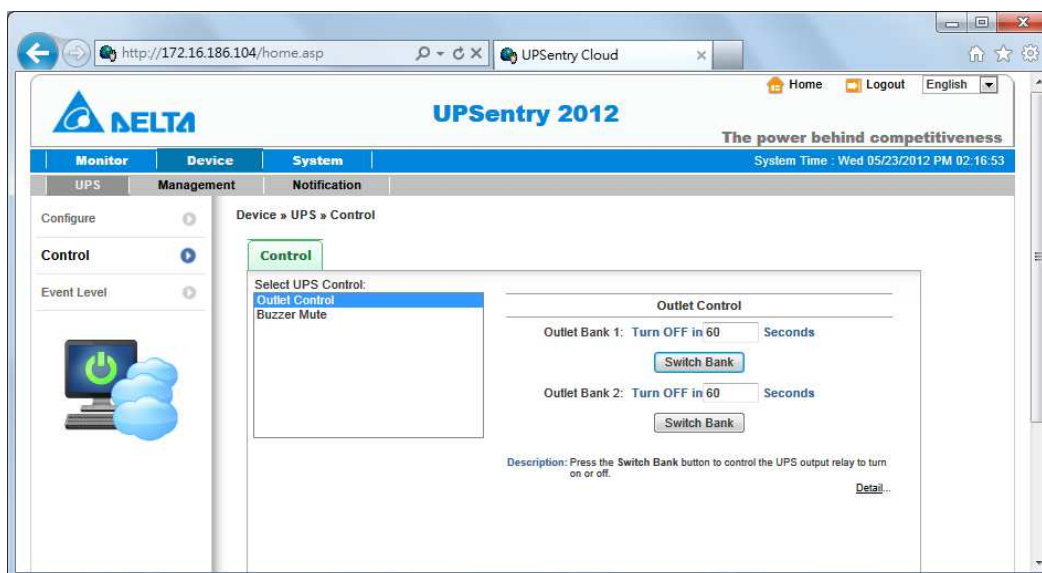 http://172.16.186.104/home.asp
UPSentry Cloud
Home Logout English
DELTA
UPSentry 2012
The power behind competitiveness
Monitor Device System System Time : Wed 05/23/2012 PM 02:16:53
UPS Management Notification
Configure
Control
Event Level
Device » UPS » Control
Control
Select UPS Control:
Outlet Control
Buzzer Mute
Outlet Control
Outlet Bank 1: Turn OFF in 60 Seconds
Switch Bank
Outlet Bank 2: Turn OFF in 60 Seconds
Switch Bank
Description: Press the Switch Bank button to control the UPS output relay to turn
on or off.
Detail...